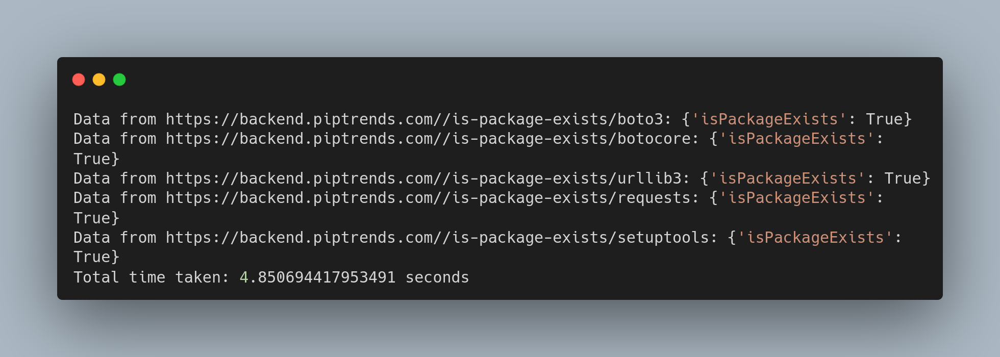 Data from https://backend.piptrends.com//is-package-exists/boto3: {'isPackageExists': True}
Data from https://backend.piptrends.com//is-package-exists/botocore: {'isPackageExists':
True}
Data from https://backend.piptrends.com//is-package-exists/urllib3: {'isPackageExists': True}
Data from https://backend.piptrends.com//is-package-exists/requests: {'isPackageExists':
True}
Data from https://backend.piptrends.com//is-package-exists/setuptools: {'isPackageExists':
True}
Total time taken: 4.850694417953491 seconds